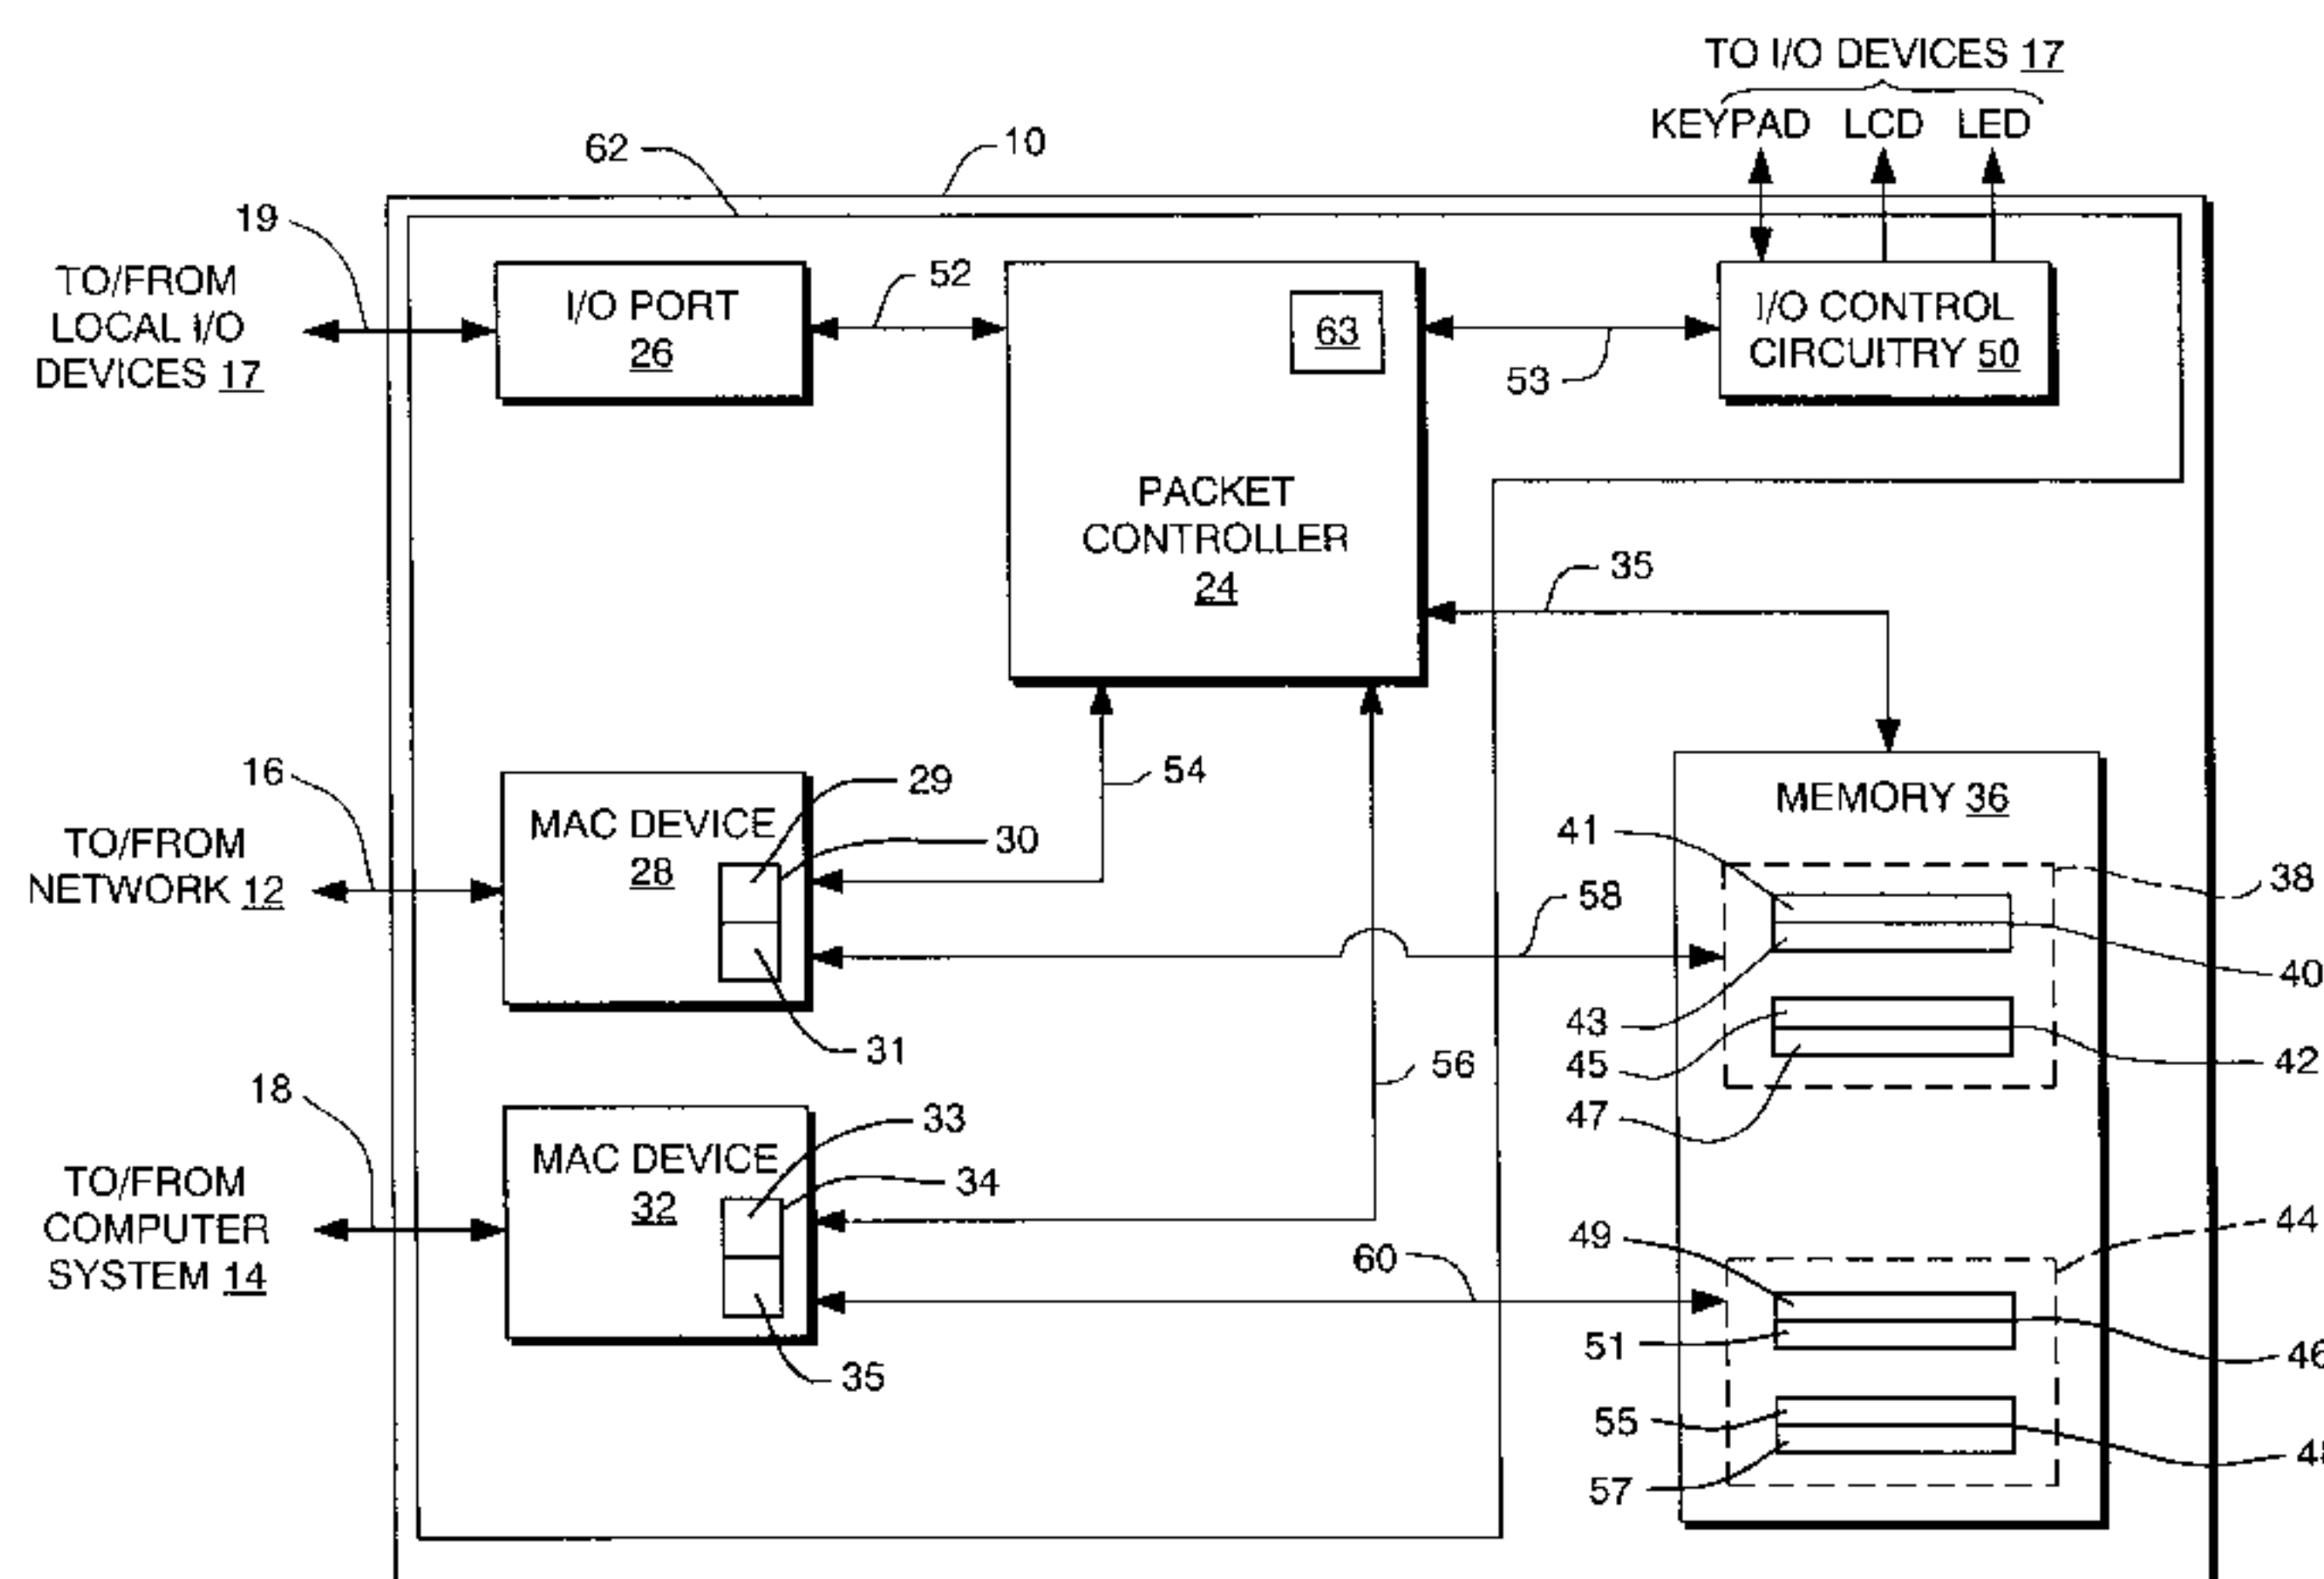 TO I/O DEVICES 17
KEYPAD LCD LED
62
10
19
TO/FROM
LOCAL I/O
DEVICES 17
I/O PORT
26
52
63
PACKET
CONTROLLER
24
53
I/O CONTROL
CIRCUITRY 50
35
16
TO/FROM
NETWORK 12
MAC DEVICE
28
29
30
31
54
58
56
MEMORY 36
41
38
40
43
45
42
47
18
TO/FROM
COMPUTER
SYSTEM 14
MAC DEVICE
32
33
34
35
60
49
44
51
46
55
57